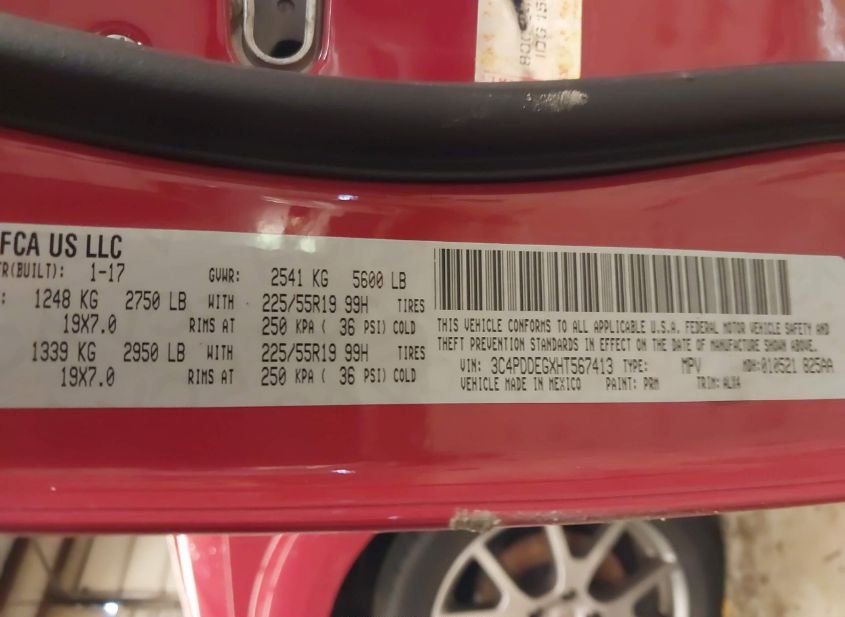 FCA US LLC
1-17
GVWR: 2541 KG 5600 LB
1248 KG 2750 LB WITH 225/55R19 99H TIRES
19X7.0 RIMS AT 250 KPA ( 36 PSI) COLD
1339 KG 2950 LB WITH 225/55R19 99H TIRES
19X7.0 RIMS AT 250 KPA ( 36 PSI) COLD
THIS VEHICLE CONFORMS TO ALL APPLICABLE U.S.A. FEDERAL MOTOR VEHICLE SAFETY AND
THEFT PREVENTION STANDARDS IN EFFECT ON THE DATE OF MANUFACTURE SHOWN ABOVE.
VIN: 3C4PDDEGXHT567413 TYPE: MPV MDH:010521 825AA
VEHICLE MADE IN MEXICO PAINT: PRM TRIM: